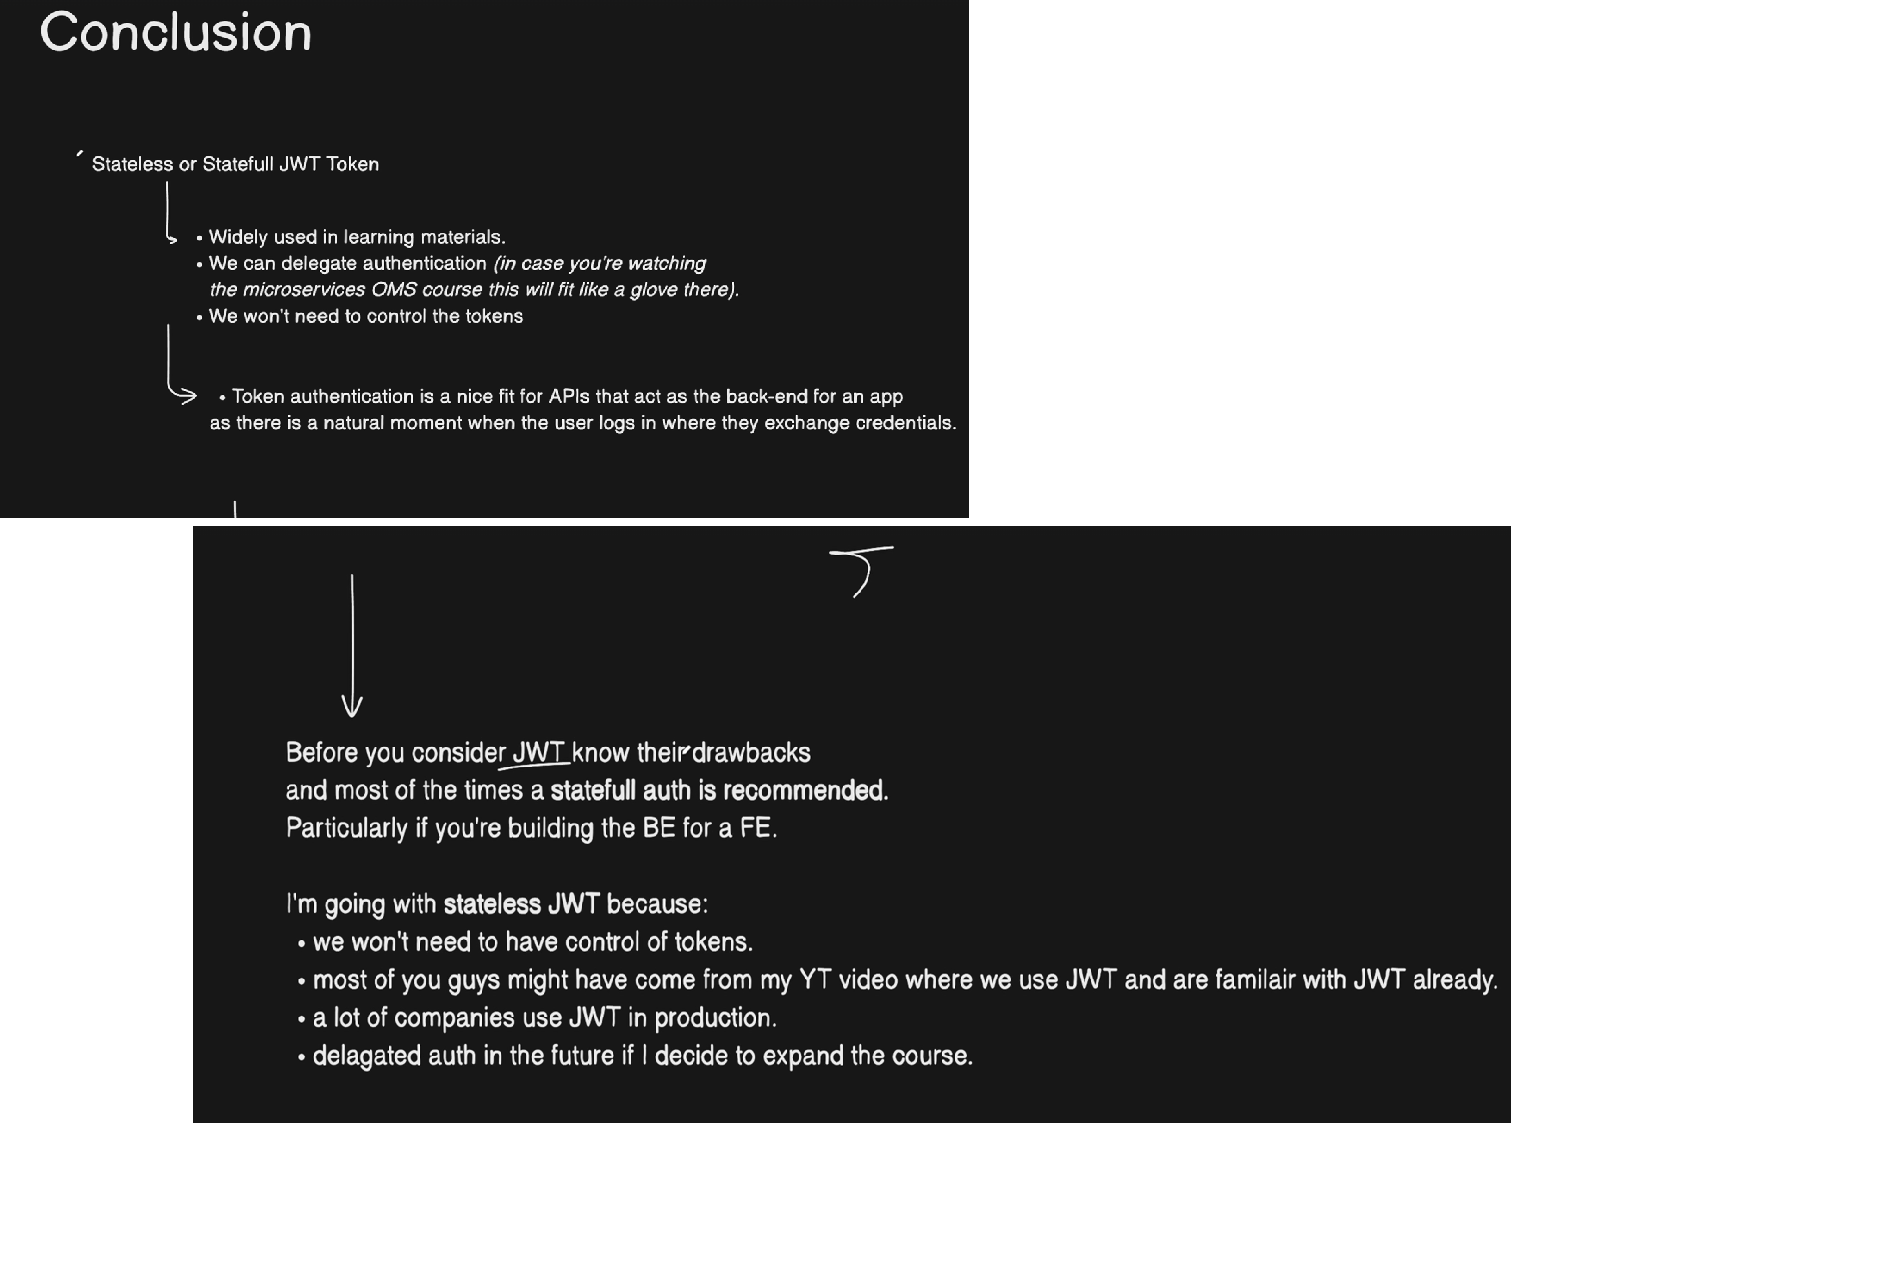 Conclusion
Stateless or Statefull JWT Token
• Widely used in learning materials.
• We can delegate authentication (in case you're watching
the microservices OMS course this will fit like a glove there).
• We won't need to control the tokens
• Token authentication is a nice fit for APIs that act as the back-end for an app
as there is a natural moment when the user logs in where they exchange credentials.
Before you consider JWT know their drawbacks
and most of the times a statefull auth is recommended.
Particularly if you're building the BE for a FE.
I'm going with stateless JWT because:
• we won't need to have control of tokens.
• most of you guys might have come from my YT video where we use JWT and are familair with JWT already.
• a lot of companies use JWT in production.
• delagated auth in the future if I decide to expand the course.